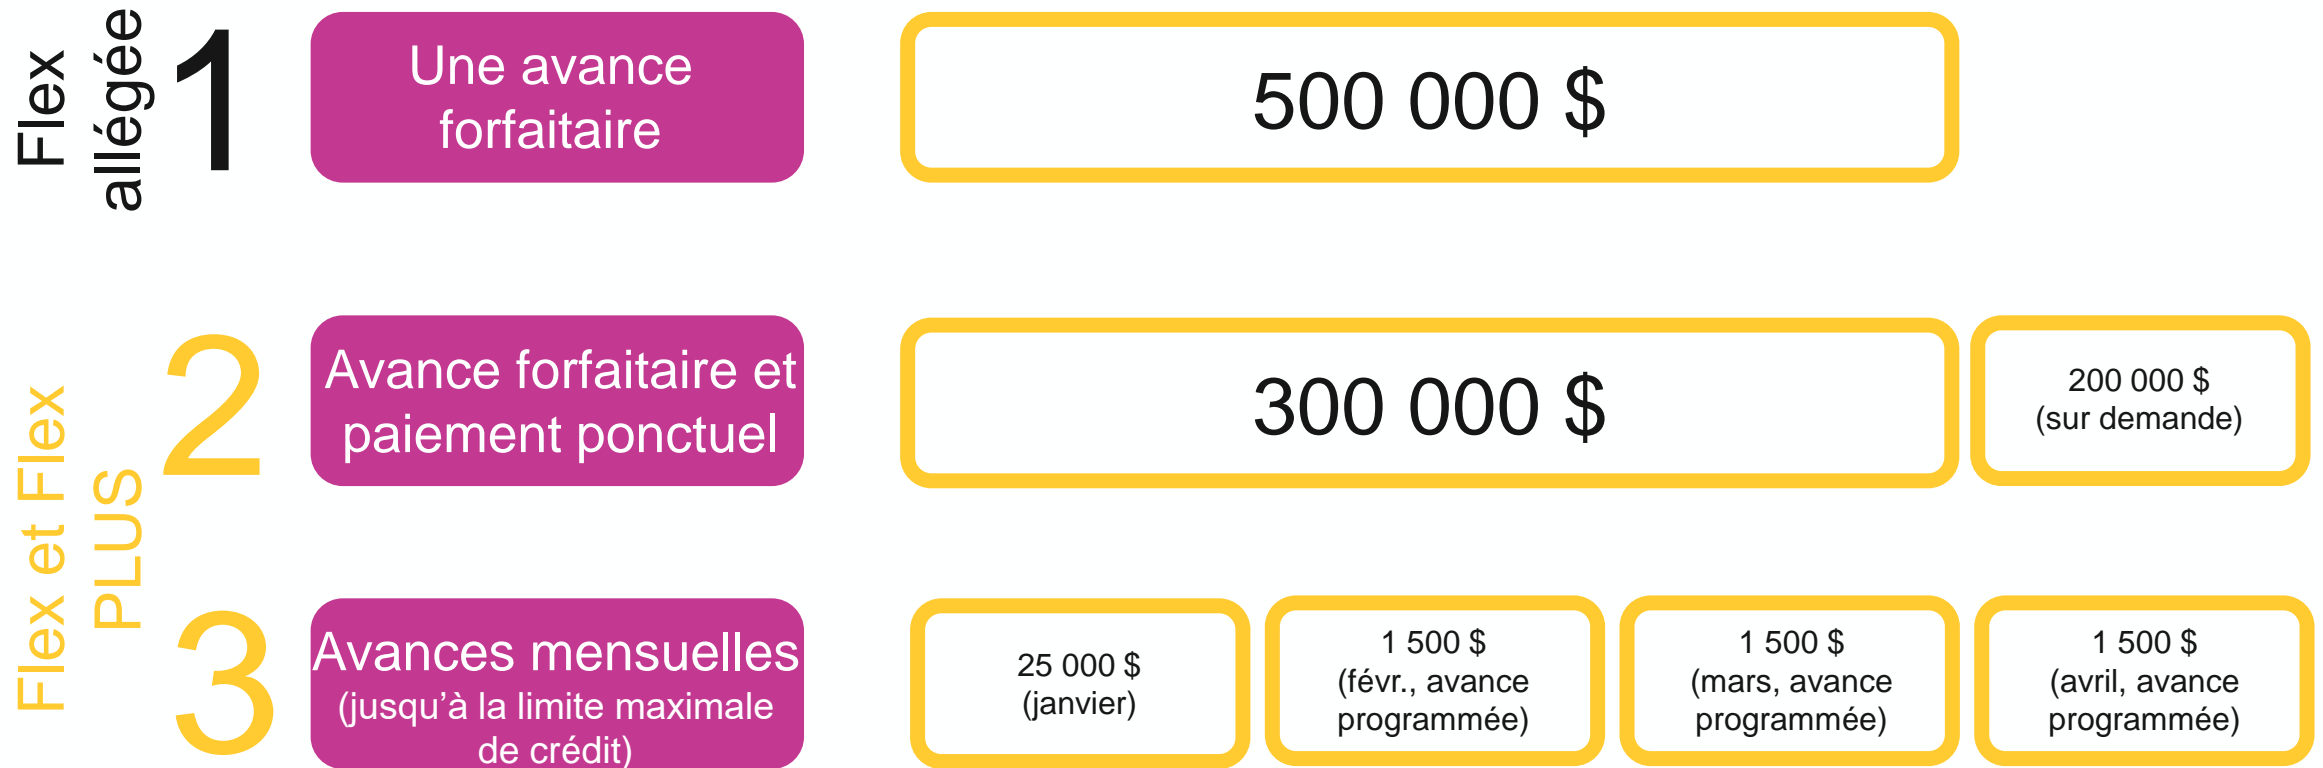 Flex
allégée
1
Une avance
forfaitaire
500 000 $
Flex et Flex
PLUS
2
Avance forfaitaire et
paiement ponctuel
300 000 $
200 000 $
(sur demande)
3
Avances mensuelles
(jusqu’à la limite maximale
de crédit)
25 000 $
(janvier)
1 500 $
(févr., avance
programmée)
1 500 $
(mars, avance
programmée)
1 500 $
(avril, avance
programmée)